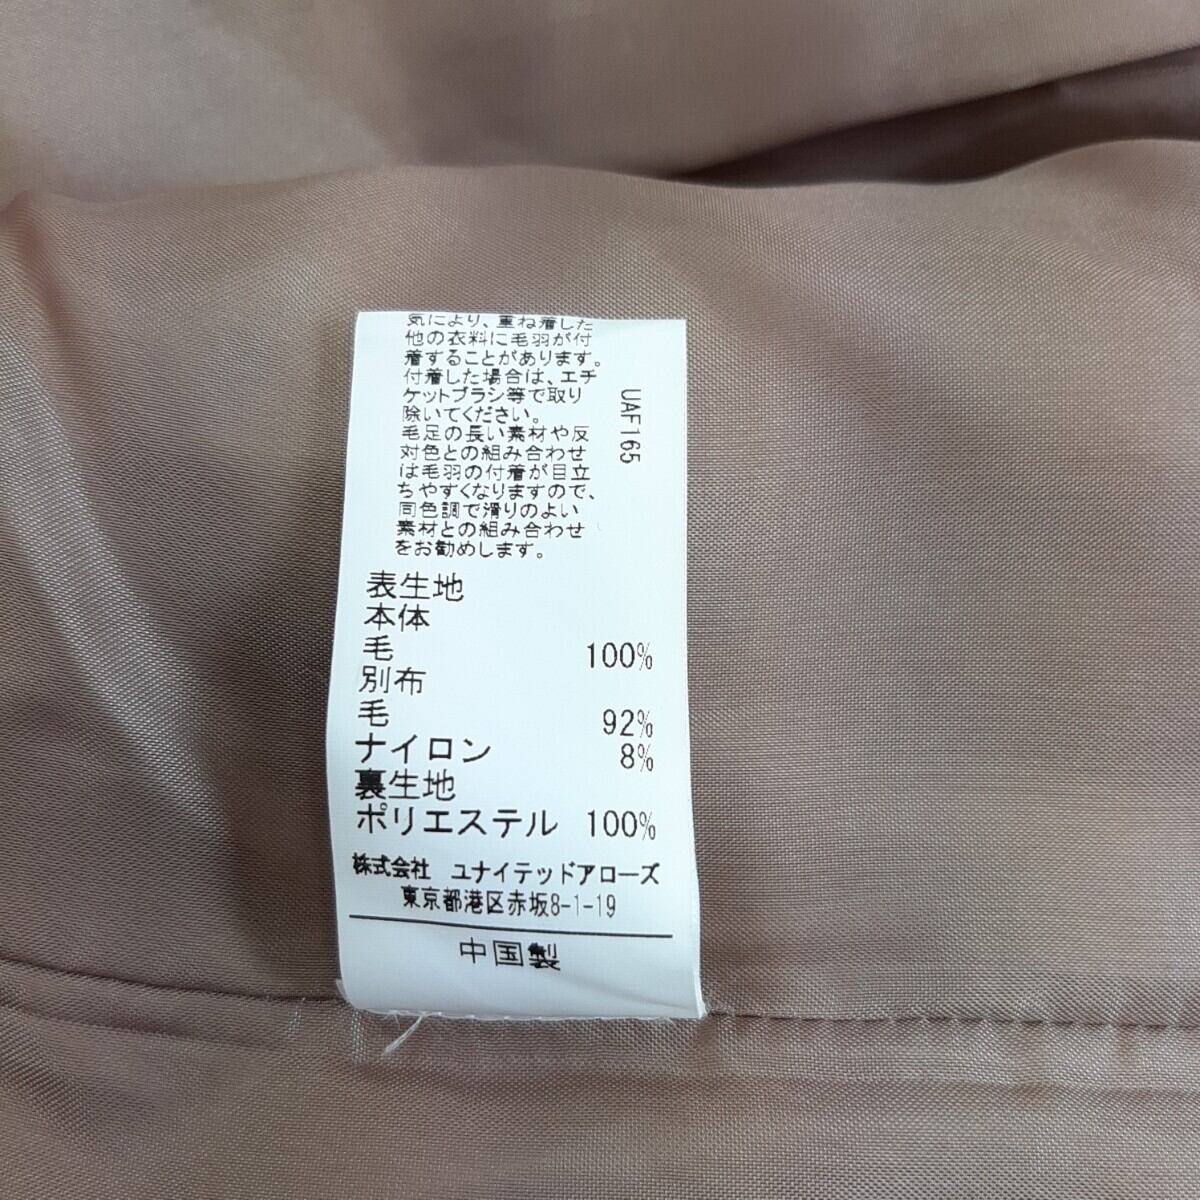 気により、重ね着した
他の衣料に毛羽が付
着することがあります。
付着した場合は、エチ
ケットブラシ等で取り
除いてください。
毛足の長い素材や反
対色との組み合わせ
は毛羽の付着が目立
ちやすくなりますので、
同色調で滑りのよい
素材との組み合わせ
をお勧めします。
UAF165
表生地
本体
毛 100%
別布
毛 92%
ナイロン 8%
裏生地
ポリエステル 100%
株式会社 ユナイテッドアローズ
東京都港区赤坂8-1-19
中国製